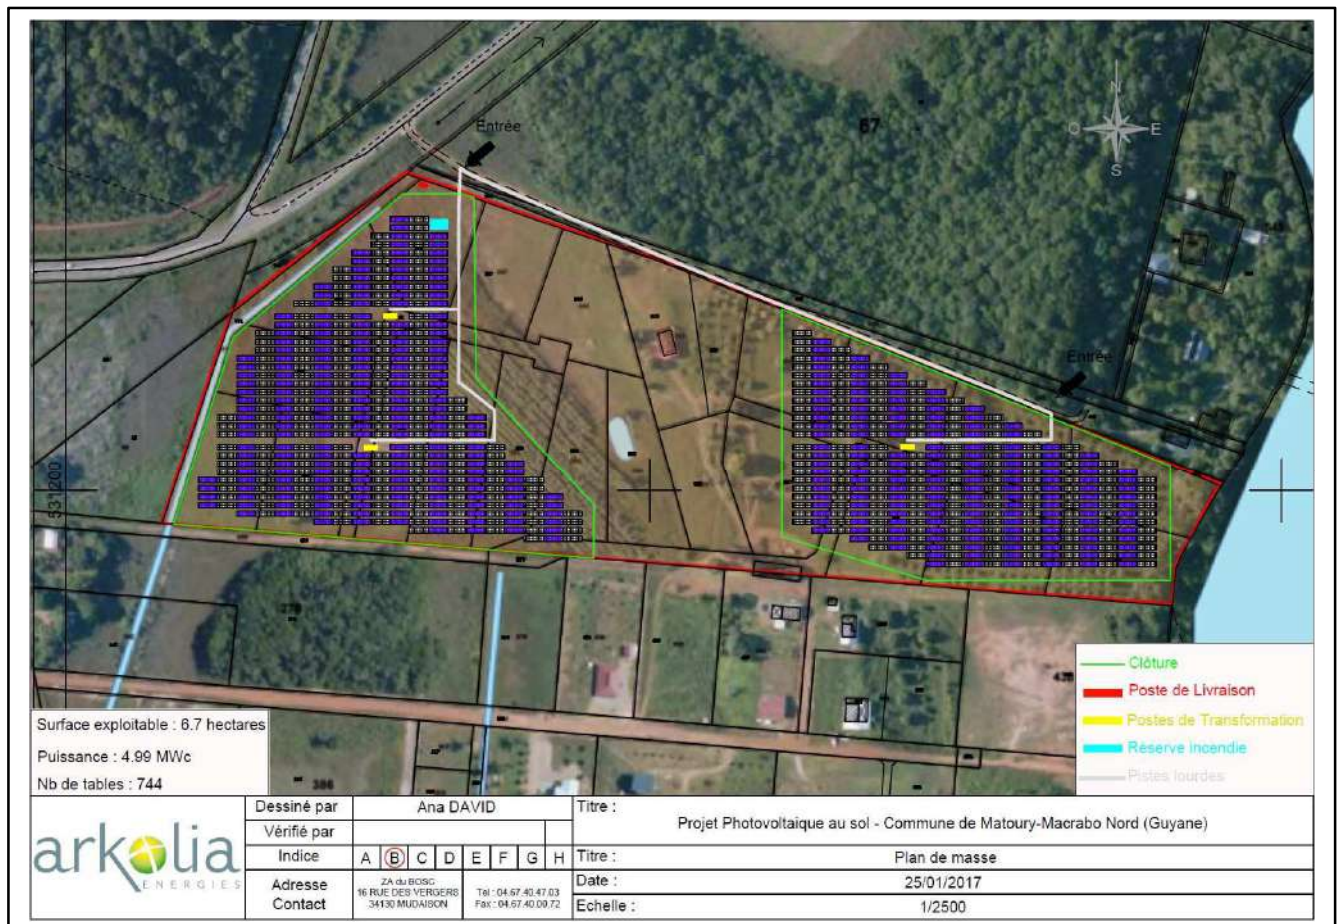 Entrée
67
N
O E
S
Entrée
531200
436
386
Clôture
Poste de Livraison
Postes de Transformation
Réserve incendie
Pistes lourdes
Surface exploitable : 6.7 hectares
Puissance : 4.99 MWc
Nb de tables : 744
arkolia
ENERGIES
Dessiné par Ana DAVID
Vérifié par
Indice A B C D E F G H
Adresse
Contact
ZA du BOSC
16 RUE DES VERGERS
34130 MUDAISON
Tél : 04.67.40.47.03
Fax : 04.67.40.00.72
Titre :
Projet Photovoltaique au sol - Commune de Matoury-Macrabo Nord (Guyane)
Titre : Plan de masse
Date : 25/01/2017
Echelle : 1/2500